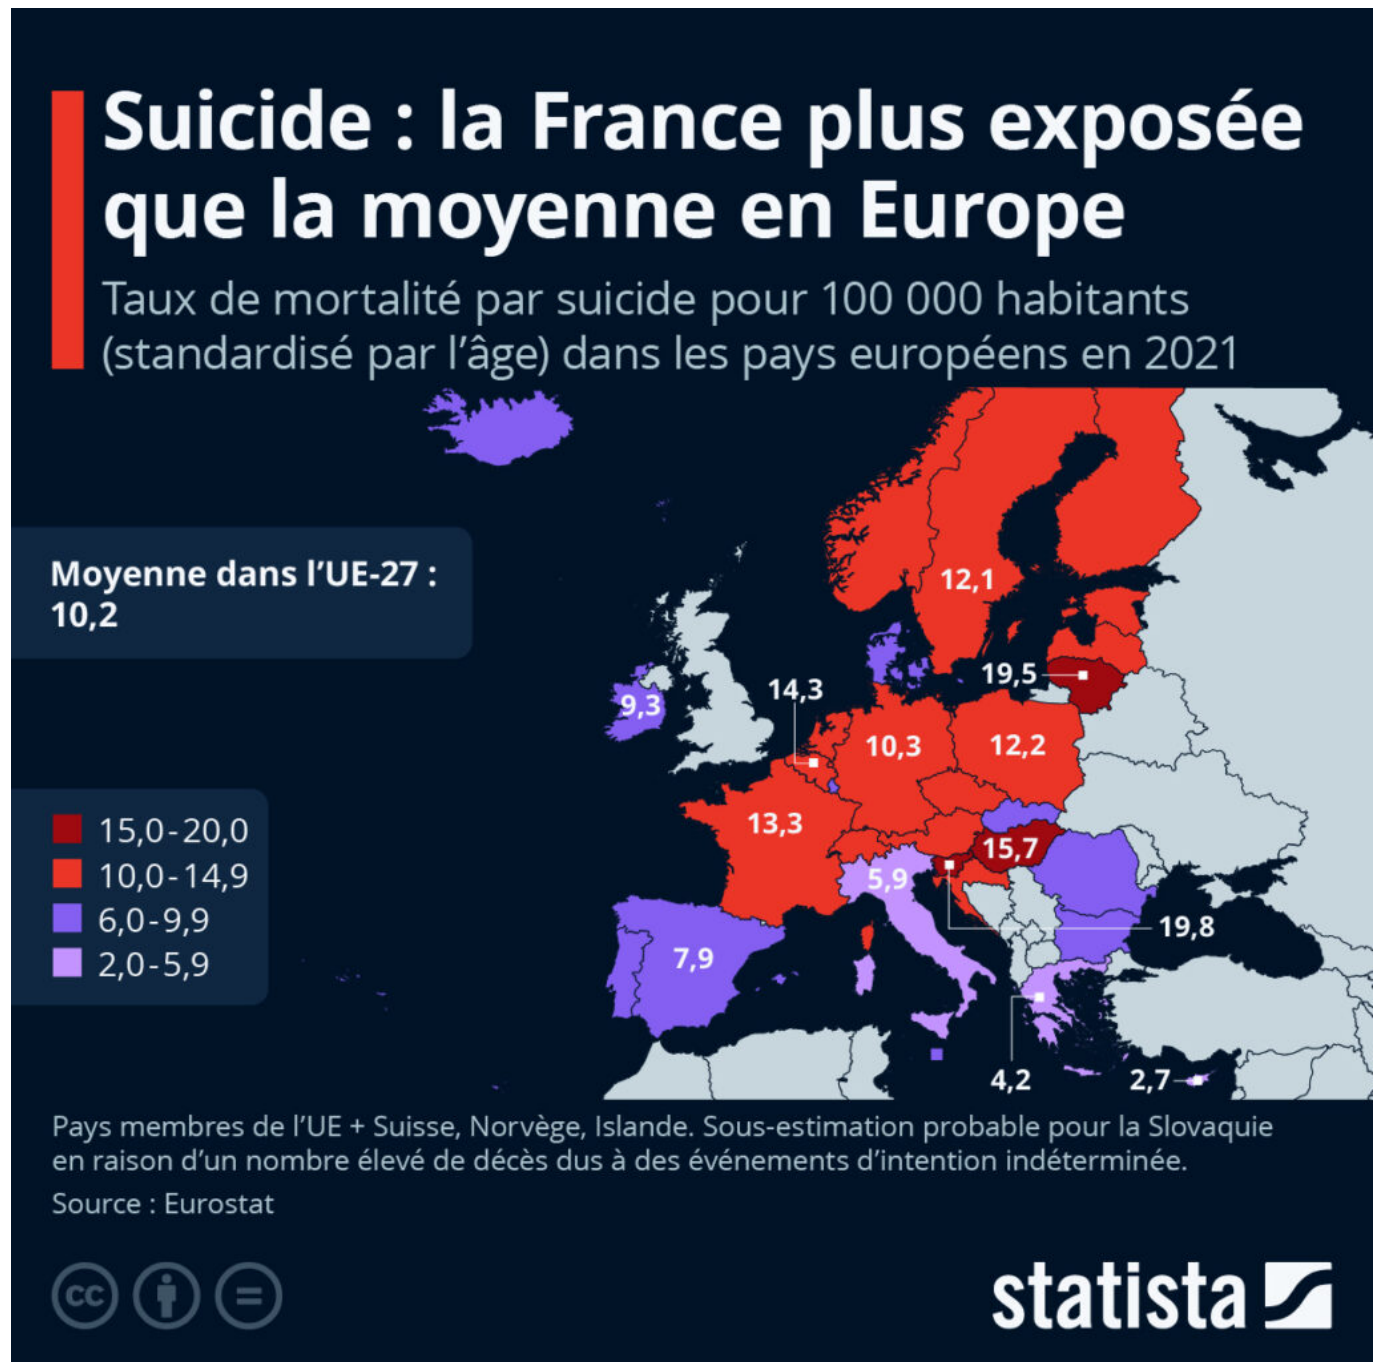 Suicide : la France plus exposée
que la moyenne en Europe
Taux de mortalité par suicide pour 100 000 habitants
(standardisé par l'âge) dans les pays européens en 2021
Moyenne dans l'UE-27 :
10,2
12,1
19,5
14,3
9,3
10,3
12,2
13,3
15,7
5,9
19,8
7,9
4,2
2,7
15,0-20,0
10,0-14,9
6,0-9,9
2,0-5,9
Pays membres de l'UE + Suisse, Norvège, Islande. Sous-estimation probable pour la Slovaquie
en raison d'un nombre élevé de décès dus à des événements d'intention indéterminée.
Source : Eurostat
cc
=
statista